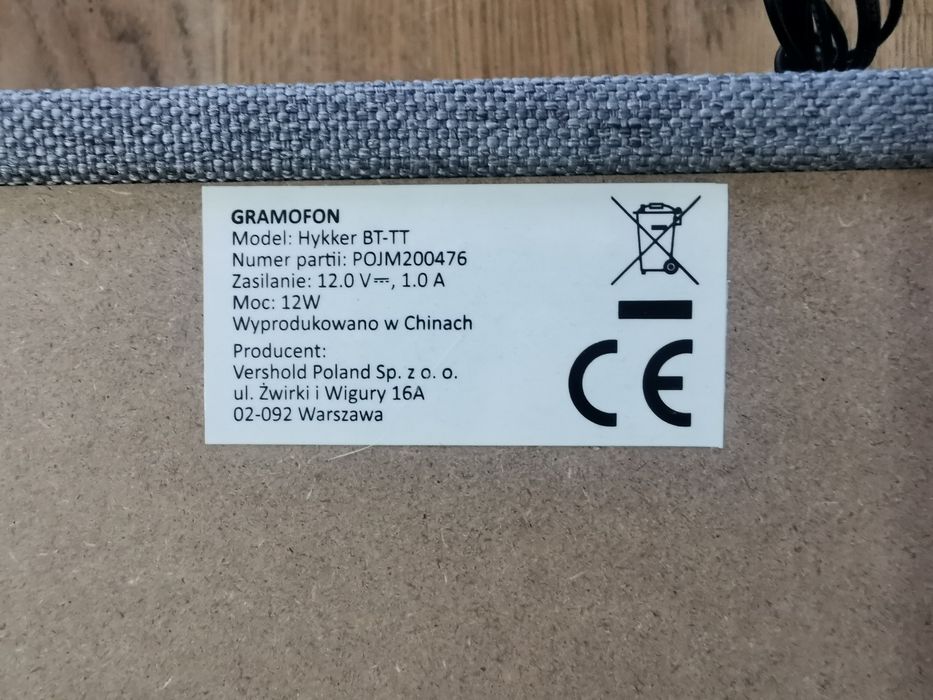 GRAMOFON
Model: Hykker BT-TT
Numer partii: POJM200476
Zasilanie: 12.0 V⎓, 1.0 A
Moc: 12W
Wyprodukowano w Chinach
Producent:
Vershold Poland Sp. z o. o.
ul. Żwirki i Wigury 16A
02-092 Warszawa
CE